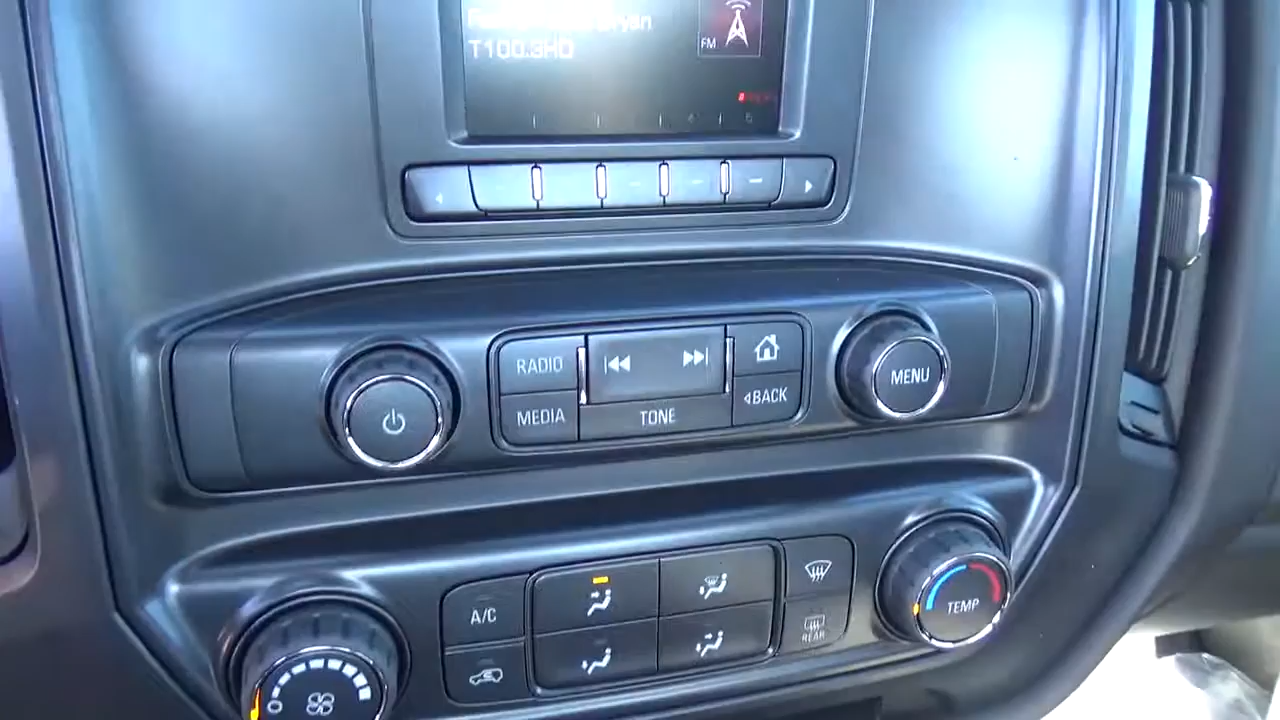 T100.3HD
FM
RADIO
MEDIA
TONE
BACK
MENU
A/C
REAR
TEMP